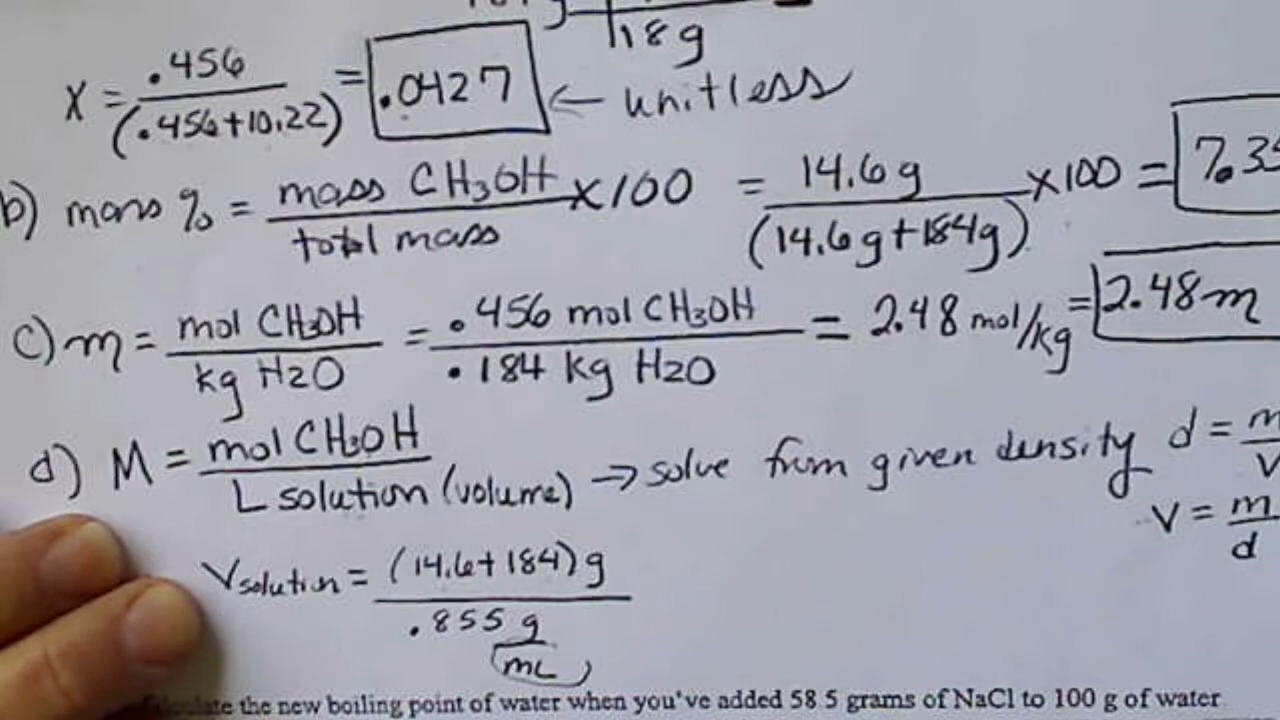 18g
x = .456 / (.456+10.22) = .0427 ← unitless
b) mass % = mass CH3OH / total mass x100 = 14.6g / (14.6g+184g) x100 = 7.35
c) m = mol CH3OH / kg H2O = .456 mol CH3OH / .184 kg H2O = 2.48 mol/kg = 2.48m
d) M = mol CH3OH / L solution (volume) → solve from given density d = m / V
V = m / d
Vsolution = (14.6+184)g / .855 g/mL
the new boiling point of water when you've added 58 5 grams of NaCl to 100 g of water